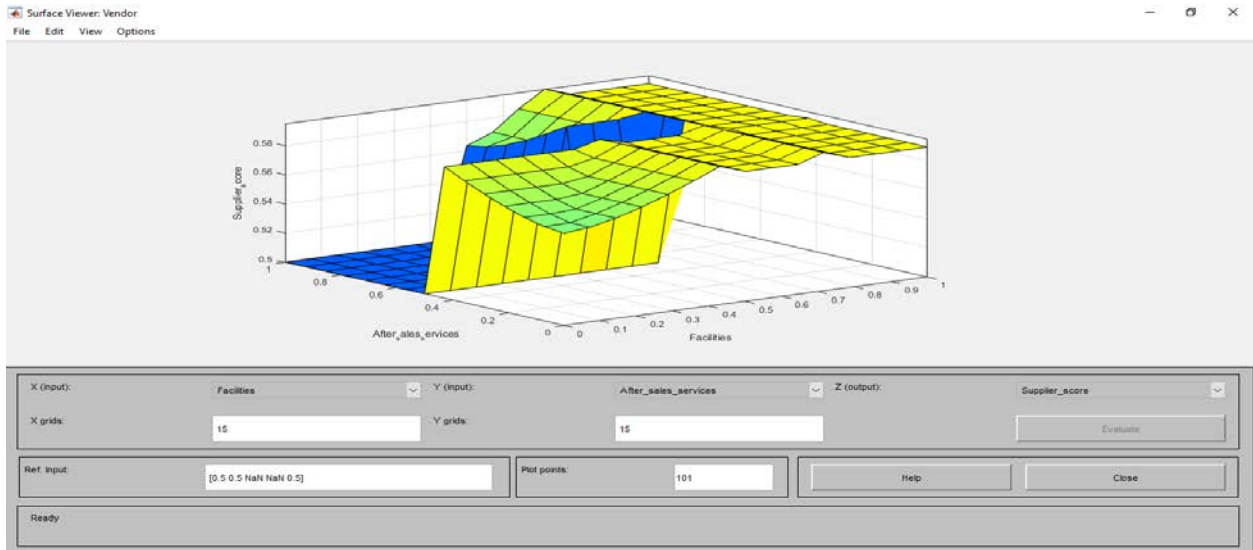 Surface Viewer: Vendor
File Edit View Options
0.58
0.56
0.54
0.52
0.5
Supplier_score
1
0.8
0.6
0.4
0.2
0
After_sales_services
0
0.1
0.2
0.3
0.4
0.5
0.6
0.7
0.8
0.9
1
Facilities
X (input): Facilities Y (input): After_sales_services Z (output): Supplier_score
X grids: 15 Y grids: 15 Evaluate
Ref. Input: [0.5 0.5 NaN NaN 0.5] Plot points: 101 Help Close
Ready